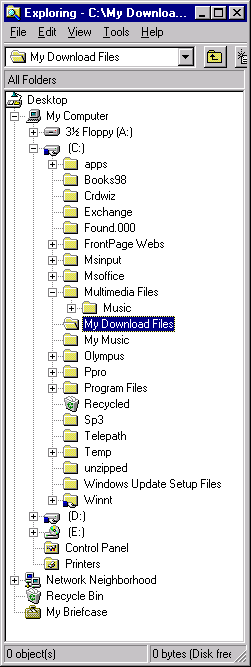 Exploring - C:\My Downloa...
File Edit View Tools Help
My Download Files
All Folders
Desktop
My Computer
3½ Floppy (A:)
(C:)
apps
Books98
Crdwiz
Exchange
Found.000
FrontPage Webs
Msinput
Msoffice
Multimedia Files
Music
My Download Files
My Music
Olympus
Ppro
Program Files
Recycled
Sp3
Telepath
Temp
unzipped
Windows Update Setup Files
Winnt
(D:)
(E:)
Control Panel
Printers
Network Neighborhood
Recycle Bin
My Briefcase
0 object(s) 0 bytes (Disk free